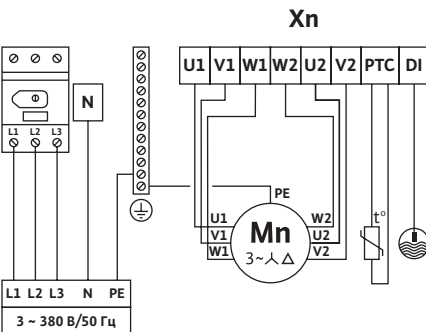 Xn
U1 V1 W1 W2 U2 V2 PTC DI
N
L1 L2 L3
PE
U1 W2
V1 Mn U2
W1 3~ V2
t°
L1 L2 L3 N PE
3 ~ 380 В/50 Гц